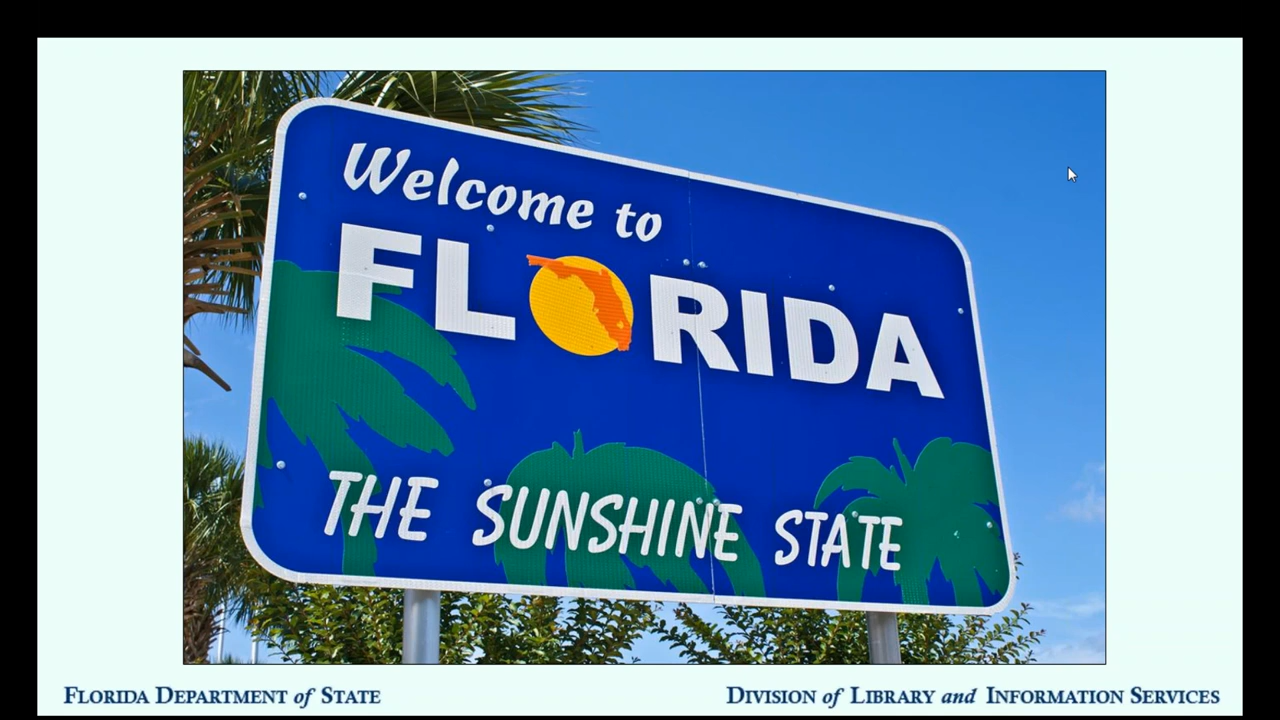 Welcome to
FLORIDA
THE SUNSHINE STATE
FLORIDA DEPARTMENT of STATE
DIVISION of LIBRARY and INFORMATION SERVICES